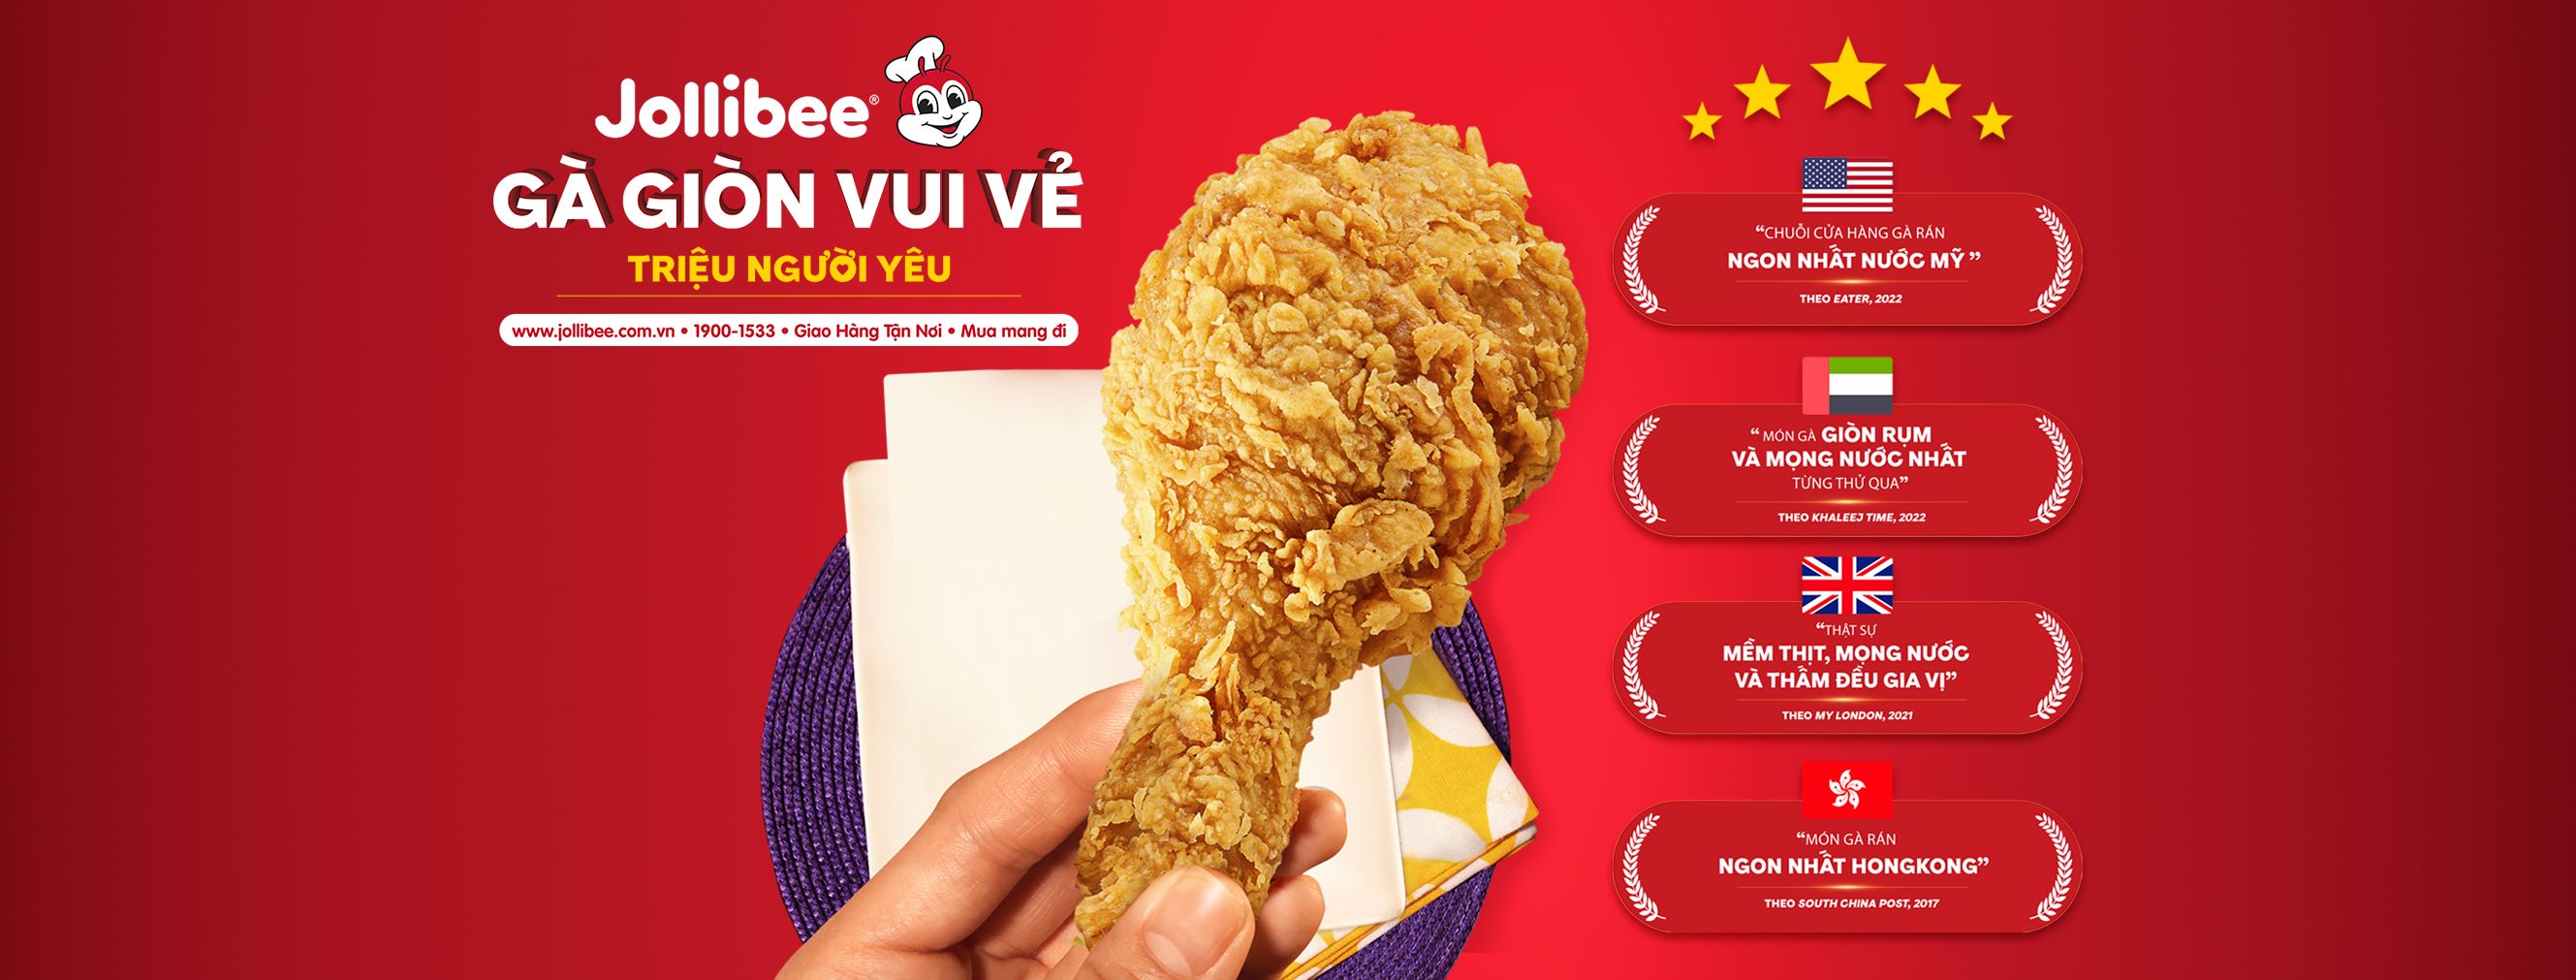 Jollibee®
GÀ GIÒN VUI VẺ
TRIỆU NGƯỜI YÊU
www.jollibee.com.vn • 1900-1533 • Giao Hàng Tận Nơi • Mua mang đi
“CHUỖI CỬA HÀNG GÀ RÁN
NGON NHẤT NƯỚC MỸ”
THEO EATER, 2022
“MÓN GÀ GIÒN RỤM
VÀ MỌNG NƯỚC NHẤT
TỪNG THỬ QUA”
THEO KHALEEJ TIME, 2022
“THẬT SỰ
MỀM THỊT, MỌNG NƯỚC
VÀ THẤM ĐỀU GIA VỊ”
THEO MY LONDON, 2021
“MÓN GÀ RÁN
NGON NHẤT HONGKONG”
THEO SOUTH CHINA POST, 2017